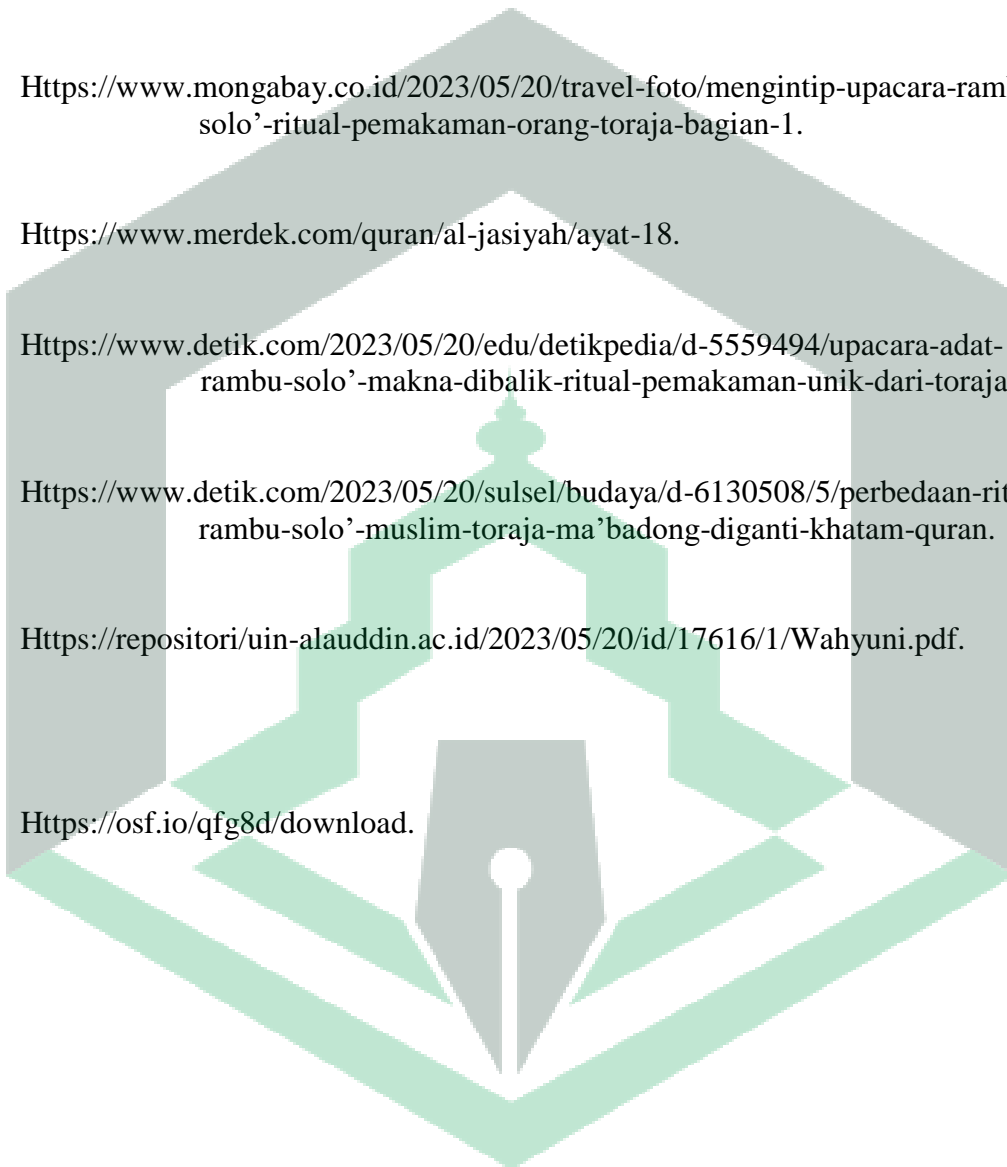 Https://www.mongabay.co.id/2023/05/20/travel-foto/mengintip-upacara-ram
solo’-ritual-pemakaman-orang-toraja-bagian-1.
Https://www.merdek.com/quran/al-jasiyah/ayat-18.
Https://www.detik.com/2023/05/20/edu/detikpedia/d-5559494/upacara-adat-
rambu-solo’-makna-dibalik-ritual-pemakaman-unik-dari-toraja
Https://www.detik.com/2023/05/20/sulsel/budaya/d-6130508/5/perbedaan-rit
rambu-solo’-muslim-toraja-ma’badong-diganti-khatam-quran.
Https://repositori/uin-alauddin.ac.id/2023/05/20/id/17616/1/Wahyuni.pdf.
Https://osf.io/qfg8d/download.